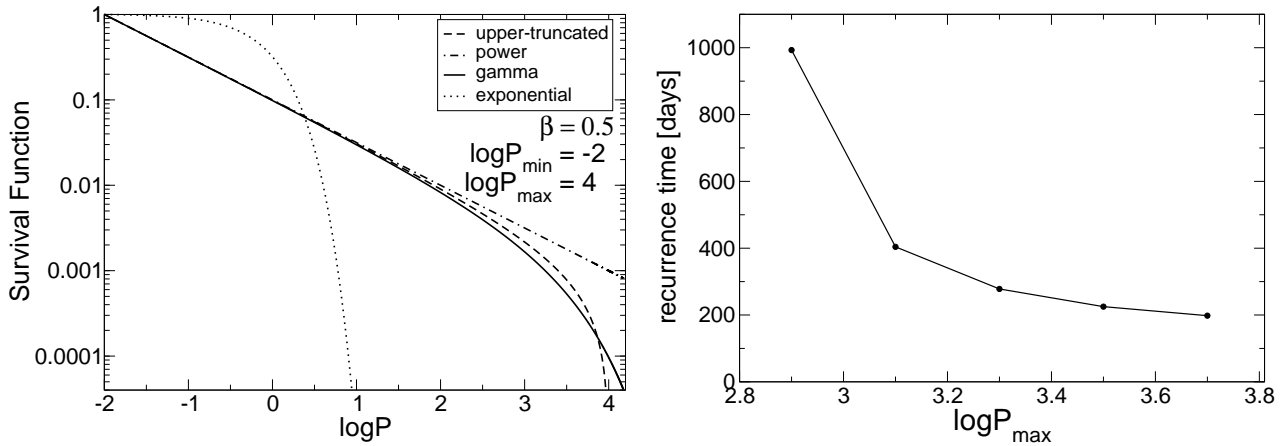 1
0.1
0.01
0.001
0.0001
Survival Function
-2 -1 0 1 2 3 4
logP
upper-truncated
power
gamma
exponential
β = 0.5
logP_min = -2
logP_max = 4
1000
800
600
400
200
0
recurrence time [days]
2.8 3 3.2 3.4 3.6 3.8
logP_max